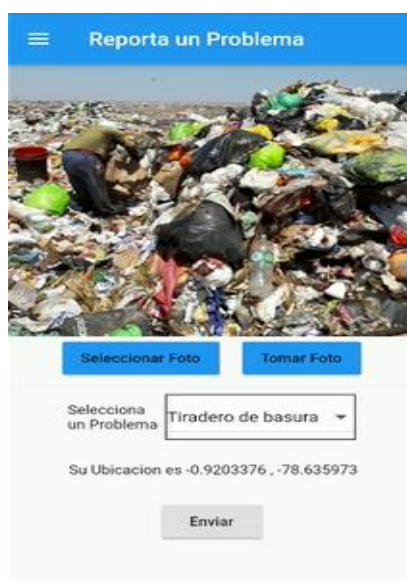 Reporta un Problema
Seleccionar Foto Tomar Foto
Selecciona
un Problema
Tiradero de basura
Su Ubicacion es -0.9203376 , -78.635973
Enviar